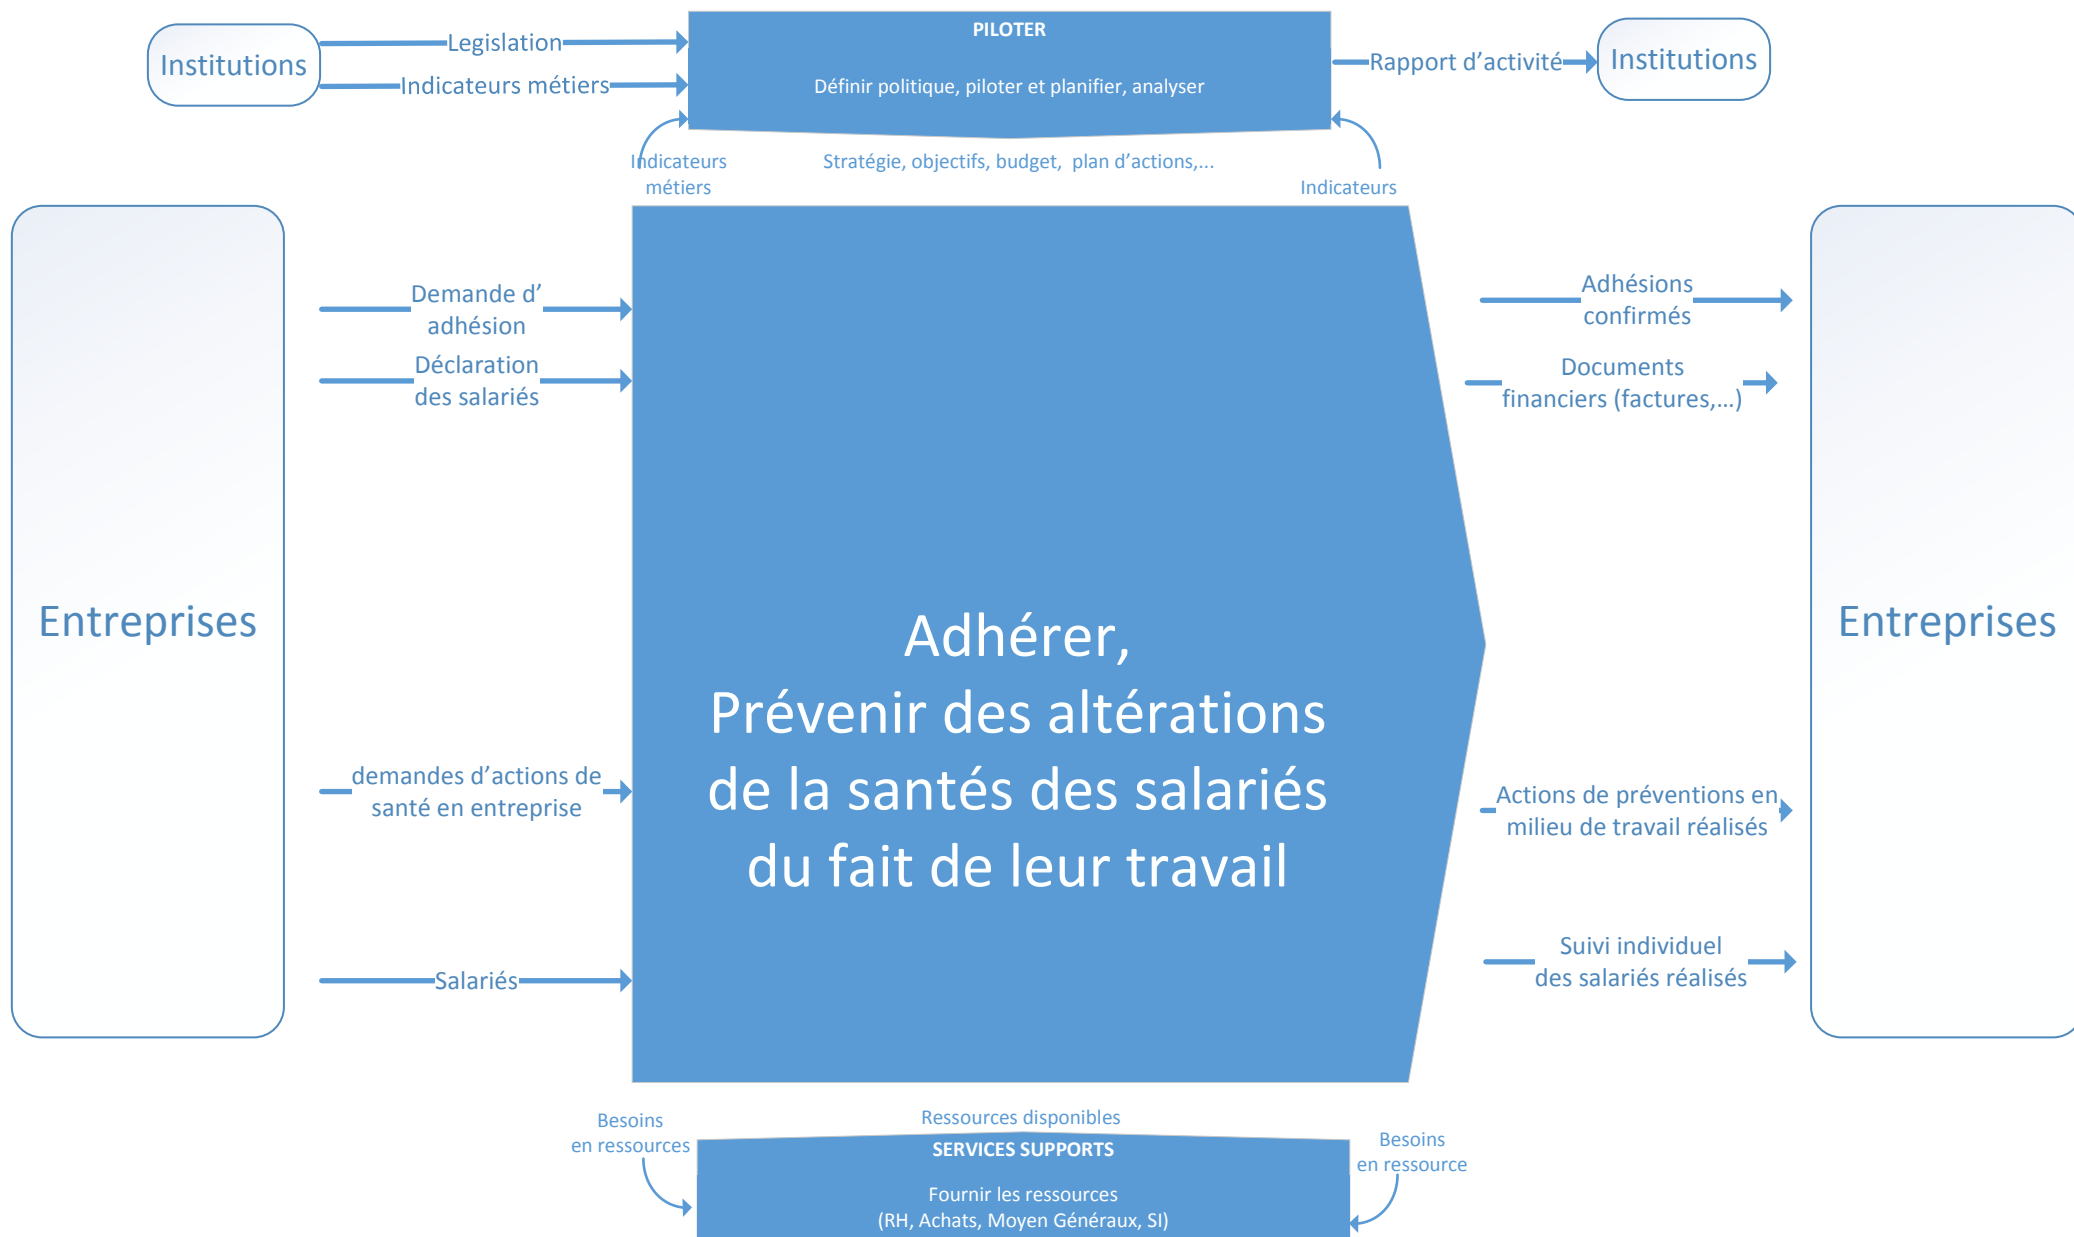 PILOTER
Institutions
Legislation
Rapport d’activité
Institutions
Indicateurs métiers
Définir politique, piloter et planifier, analyser
Indicateurs
métiers
Stratégie, objectifs, budget,  plan d’actions,...
Indicateurs
Entreprises
Demande d’
adhésion
Déclaration
des salariés
demandes d’actions de
santé en entreprise
Salariés
Adhérer,
Prévenir des altérations
de la santés des salariés
du fait de leur travail
Adhésions
confirmés
Documents
financiers (factures,...)
Actions de préventions en
milieu de travail réalisés
Suivi individuel
des salariés réalisés
Entreprises
Besoins
en ressources
Ressources disponibles
SERVICES SUPPORTS
Fournir les ressources
(RH, Achats, Moyen Généraux, SI)
Besoins
en ressource